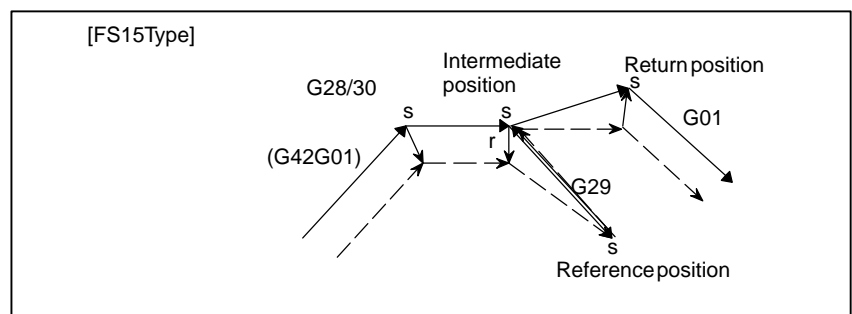 [FS15Type]
Intermediate
position
Return position
G28/30
s
s
s
G01
(G42G01)
r
G29
s
Reference position